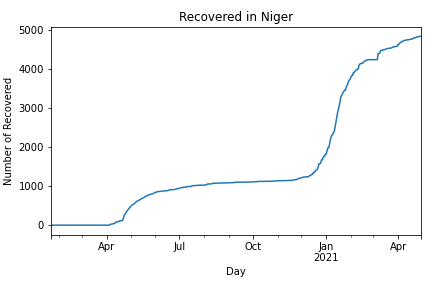 Recovered in Niger
Number of Recovered
5000
4000
3000
2000
1000
0
Apr
Jul
Oct
Jan
2021
Apr
Day